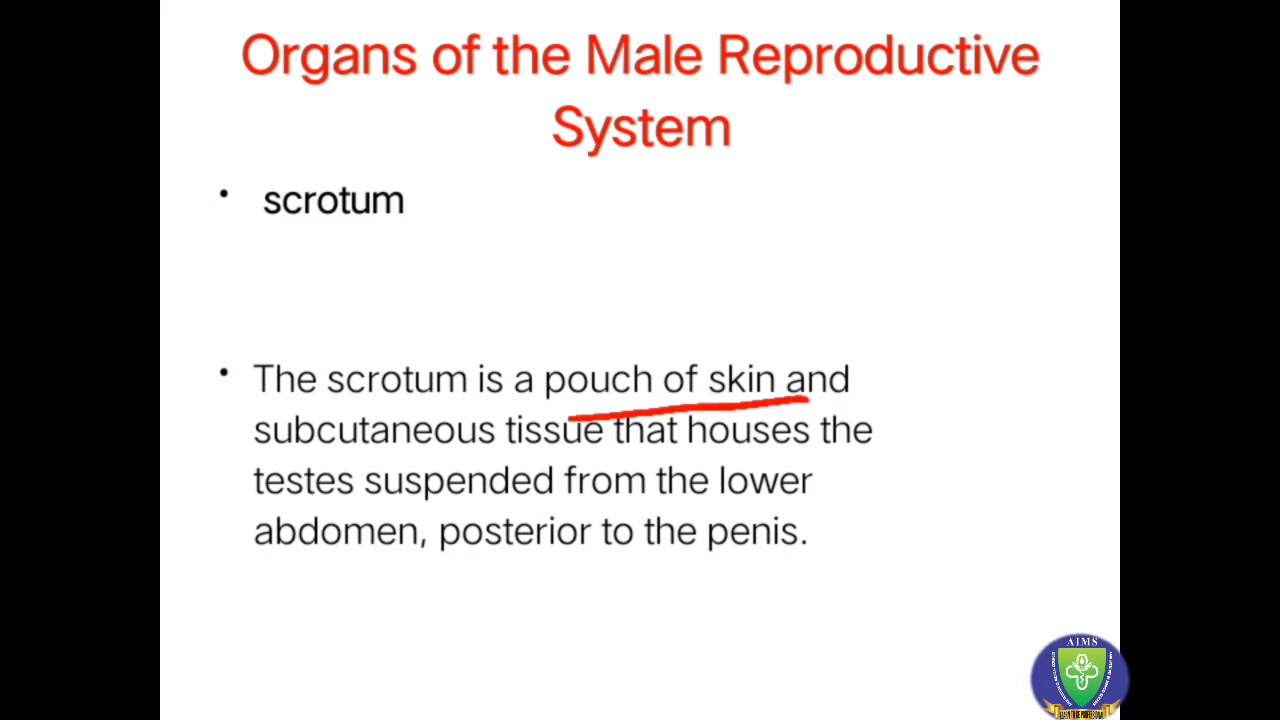 Organs of the Male Reproductive
System
• scrotum
• The scrotum is a pouch of skin and
subcutaneous tissue that houses the
testes suspended from the lower
abdomen, posterior to the penis.
AIMS